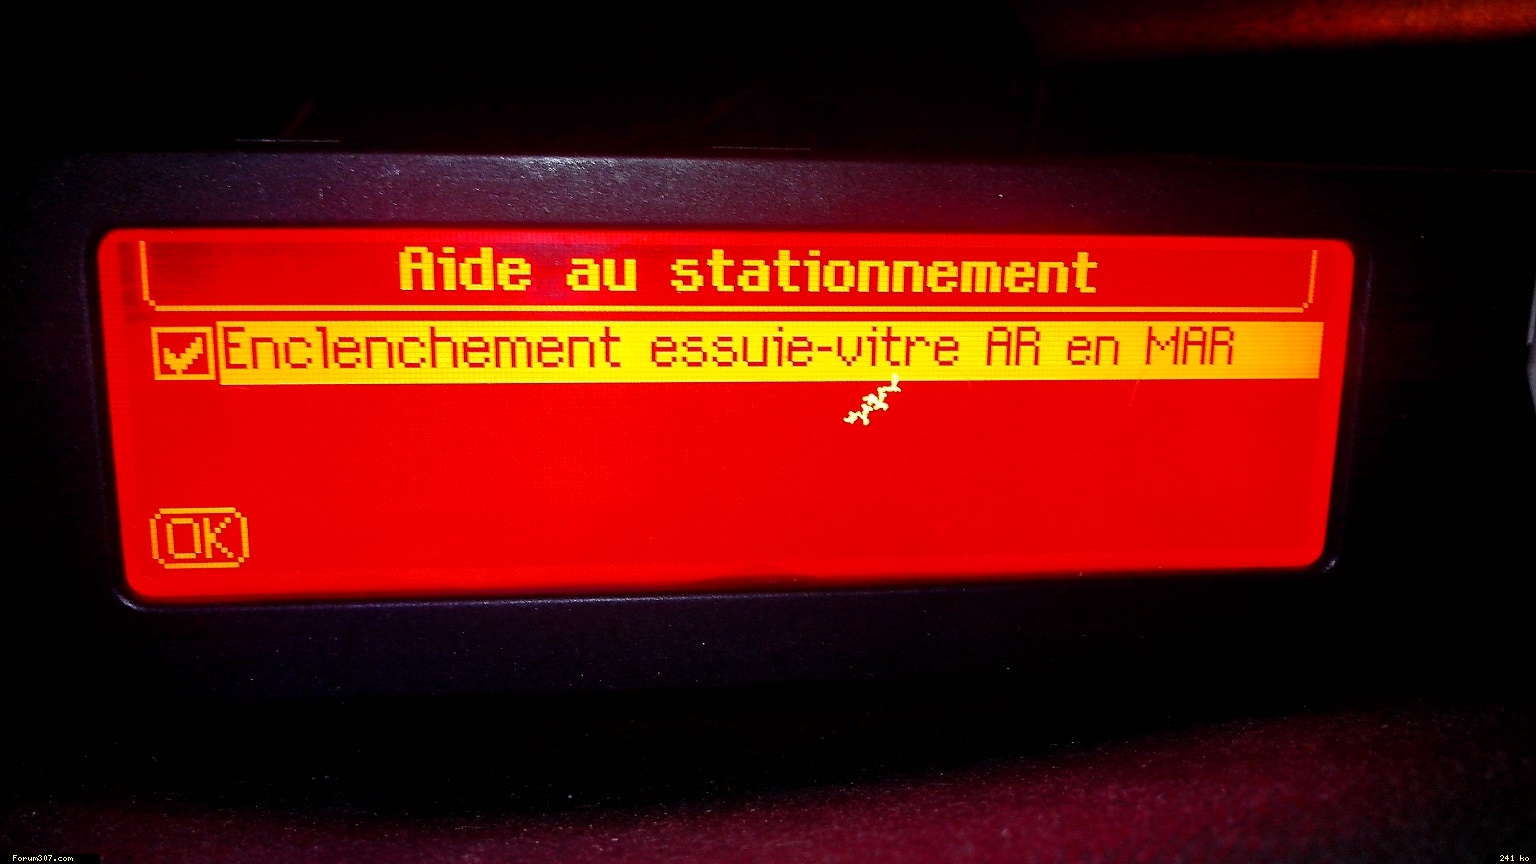 Aide au stationnement
Enclenchement essuie-vitre AR en MAR
OK
Forum307.com
241 ko